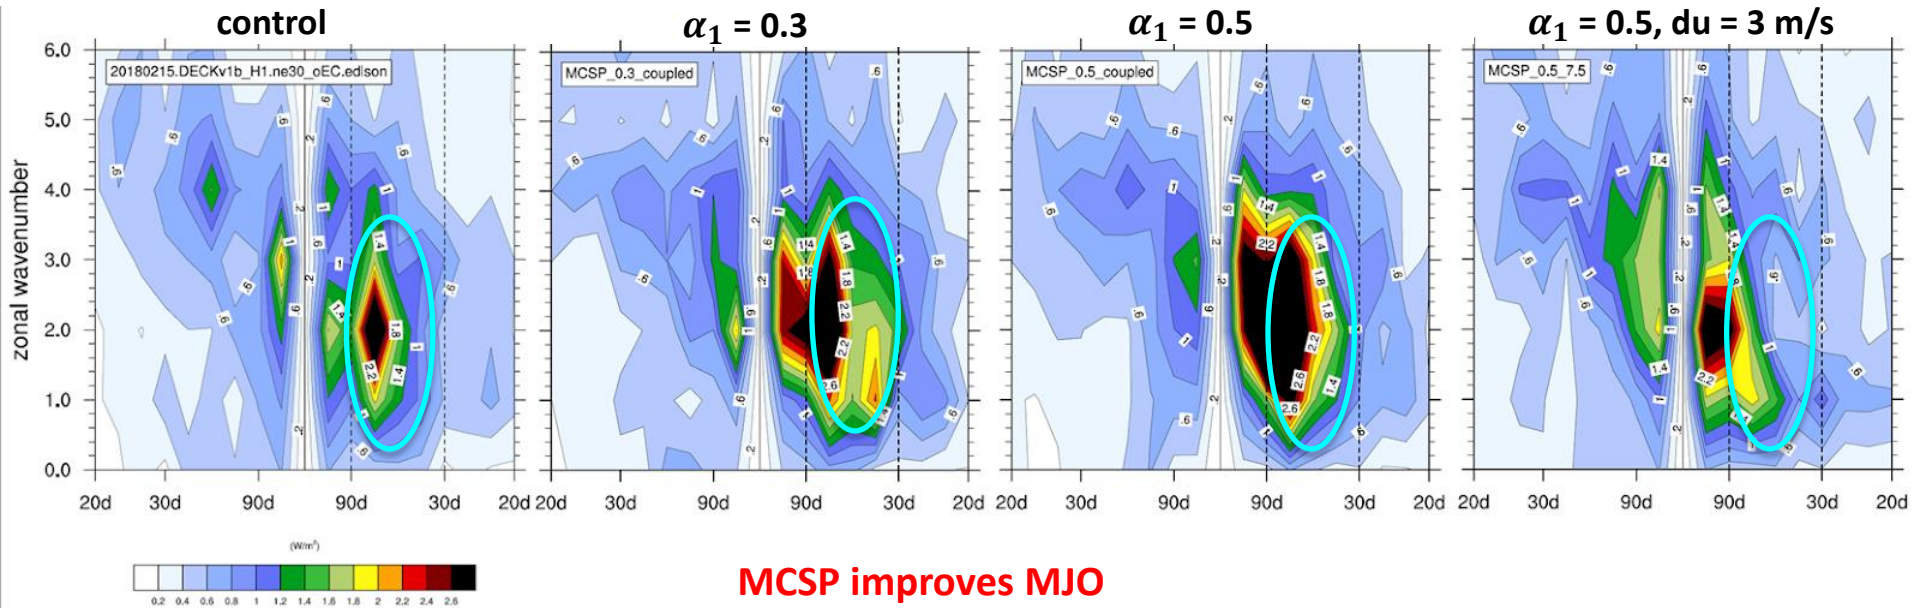 control
α₁ = 0.3
α₁ = 0.5
α₁ = 0.5, du = 3 m/s
20180215.DECKv1b_H1.ne30_oEC.edison
MCSP_0.3_coupled
MCSP_0.5_coupled
MCSP_0.5_7.5
zonal wavenumber
6.0
5.0
4.0
3.0
2.0
1.0
0.0
20d 30d 90d 90d 30d 20d
20d 30d 90d 90d 30d 20d
20d 30d 90d 90d 30d 20d
20d 30d 90d 90d 30d 20d
(W/m²)
0.2 0.4 0.6 0.8 1 1.2 1.4 1.6 1.8 2 2.2 2.4 2.6
MCSP improves MJO